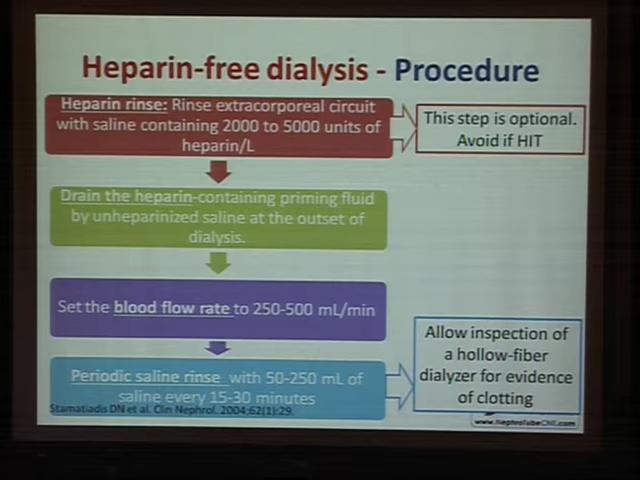 Heparin-free dialysis - Procedure
Heparin rinse: Rinse extracorporeal circuit
with saline containing 2000 to 5000 units of
heparin/L
This step is optional.
Avoid if HIT
Drain the heparin-containing priming fluid
by unheparinized saline at the outset of
dialysis.
Set the blood flow rate to 250-500 mL/min
Periodic saline rinse with 50-250 mL of
saline every 15-30 minutes
Allow inspection of
a hollow-fiber
dialyzer for evidence
of clotting
Stamatiadis DN et al. Clin Nephrol. 2004;62(1):29.
www.NephroTubeCNE.com